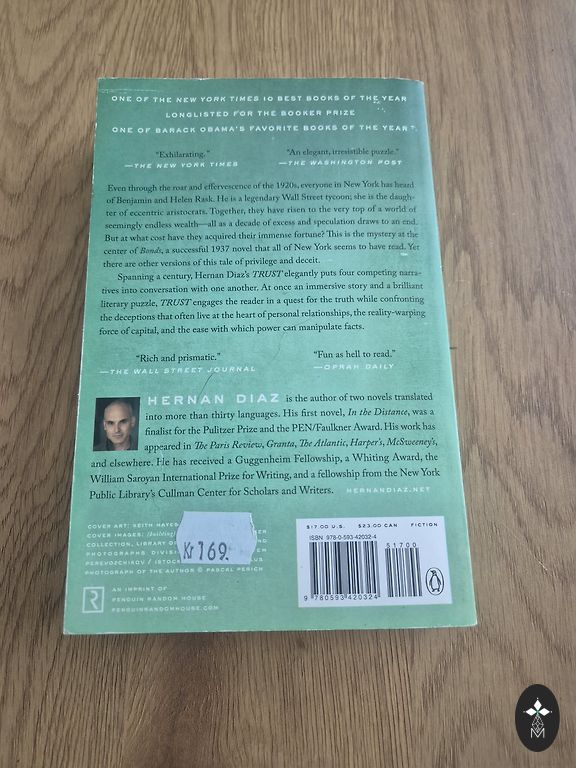 ONE OF THE NEW YORK TIMES 10 BEST BOOKS OF THE YEAR
LONGLISTED FOR THE BOOKER PRIZE
ONE OF BARACK OBAMA'S FAVORITE BOOKS OF THE YEAR
"Exhilarating."
—THE NEW YORK TIMES
"An elegant, irresistible puzzle."
—THE WASHINGTON POST
Even through the roar and effervescence of the 1920s, everyone in New York has heard
of Benjamin and Helen Rask. He is a legendary Wall Street tycoon; she is the daugh-
ter of eccentric aristocrats. Together, they have risen to the very top of a world of
seemingly endless wealth—all as a decade of excess and speculation draws to an end.
But at what cost have they acquired their immense fortune? This is the mystery at the
center of Bonds, a successful 1937 novel that all of New York seems to have read. Yet
there are other versions of this tale of privilege and deceit.
Spanning a century, Hernan Diaz's TRUST elegantly puts four competing narra-
tives into conversation with one another. At once an immersive story and a brilliant
literary puzzle, TRUST engages the reader in a quest for the truth while confronting
the deceptions that often live at the heart of personal relationships, the reality-warping
force of capital, and the ease with which power can manipulate facts.
"Rich and prismatic."
—THE WALL STREET JOURNAL
"Fun as hell to read."
—OPRAH DAILY
HERNAN DIAZ is the author of two novels translated
into more than thirty languages. His first novel, In the Distance, was a
finalist for the Pulitzer Prize and the PEN/Faulkner Award. His work has
appeared in The Paris Review, Granta, The Atlantic, Harper's, McSweeney's,
and elsewhere. He has received a Guggenheim Fellowship, a Whiting Award, the
William Saroyan International Prize for Writing, and a fellowship from the New York
Public Library's Cullman Center for Scholars and Writers. HERNANDIAZ.NET
COVER ART: KEITH HAYES
COVER IMAGES: (building)
COLLECTION, LIBRARY OF
PHOTOGRAPHS DIVISI
PEREVOZCHIKOV / ISTOCK
PHOTOGRAPH OF THE AUTHOR © PASCAL PERICH
Kr 169.
R
AN IMPRINT OF
PENGUIN RANDOM HOUSE
PENGUINRANDOMHOUSE.COM
$17.00 U.S. $23.00 CAN FICTION
ISBN 978-0-593-42032-4
51700
9 780593 420324
M